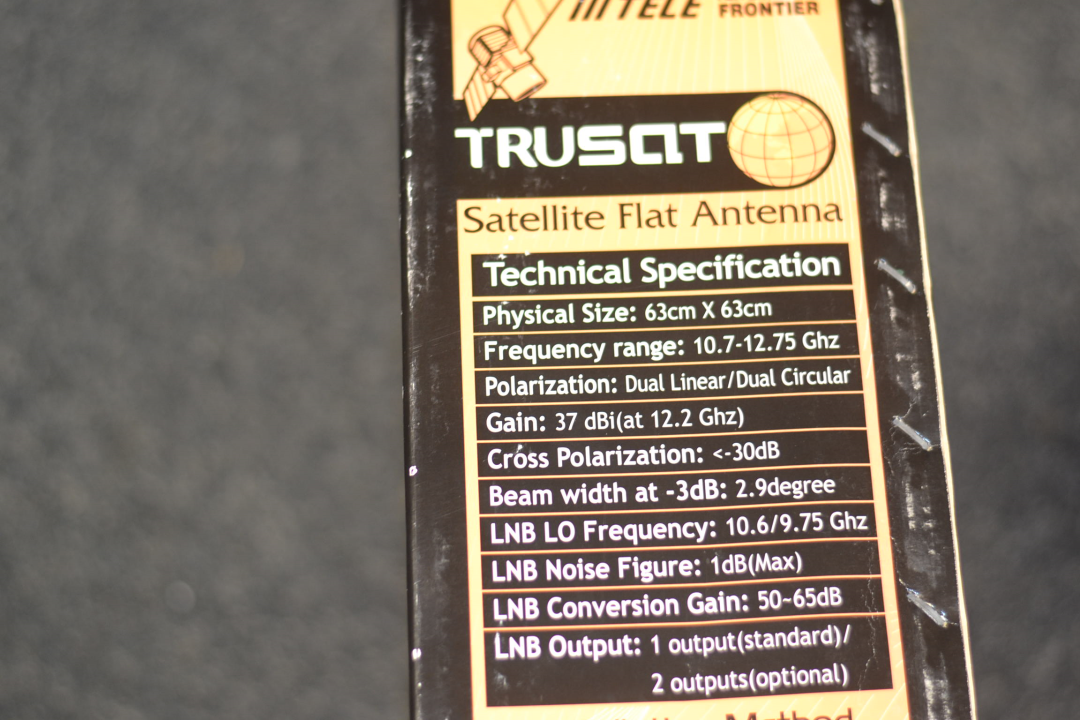 TELE FRONTIER
TRUSAT
Satellite Flat Antenna
Technical Specification
Physical Size: 63cm X 63cm
Frequency range: 10.7-12.75 Ghz
Polarization: Dual Linear/Dual Circular
Gain: 37 dBi(at 12.2 Ghz)
Cross Polarization: <-30dB
Beam width at -3dB: 2.9degree
LNB LO Frequency: 10.6/9.75 Ghz
LNB Noise Figure: 1dB(Max)
LNB Conversion Gain: 50~65dB
LNB Output: 1 output(standard)/
2 outputs(optional)
Method